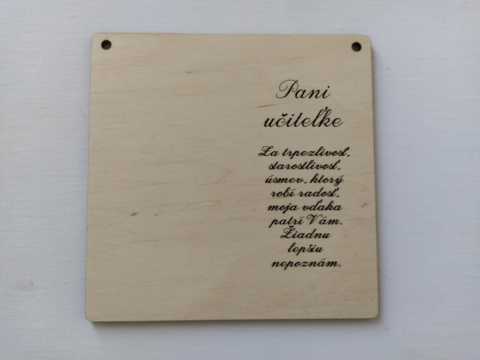 Pani
učiteľke
Za trpezlivosť,
starostlivosť,
úsmev, ktorý
robí radosť,
moja vďaka
patrí Vám.
Žiadnu
lepšiu
nepoznám.